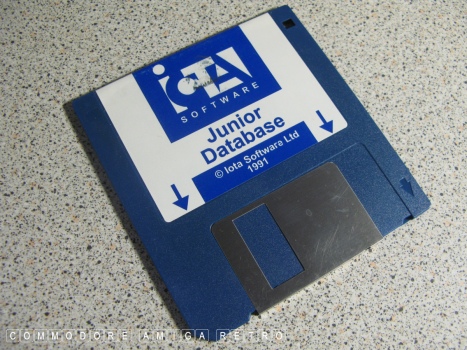 iOTA
SOFTWARE
Junior
Database
© Iota Software Ltd
1991
COMMODORE AMIGA RETRO